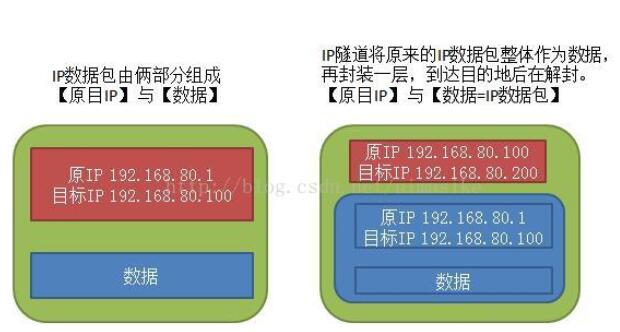 IP数据包由俩部分组成
【原目IP】与【数据】
原IP 192.168.80.1
目标IP 192.168.80.100
数据
IP隧道将原来的IP数据包整体作为数据，
再封装一层，到达目的地后在解封。
【原目IP】与【数据=IP数据包】
原IP 192.168.80.100
目标IP 192.168.80.200
原IP 192.168.80.1
目标IP 192.168.80.100
数据